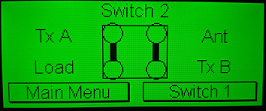 Switch 2
Tx A Ant
Load Tx B
Main Menu Switch 1